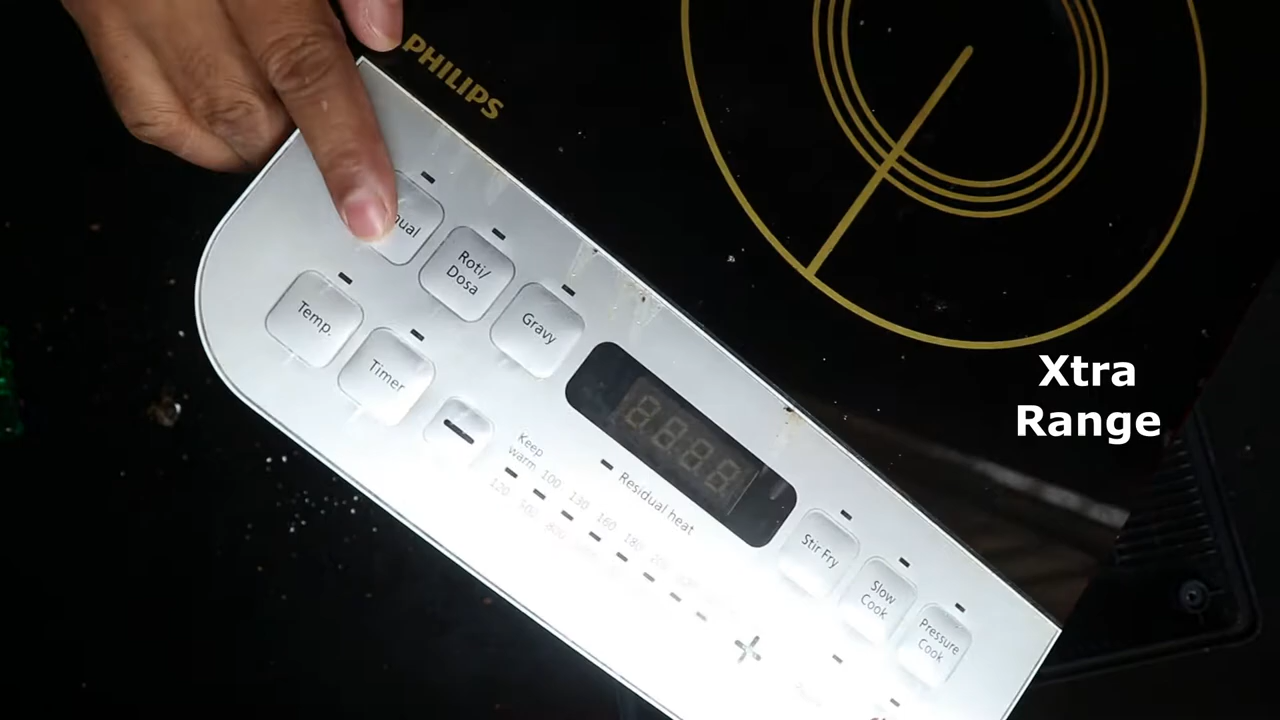 PHILIPS
nual
Roti/
Dosa
Gravy
Temp.
Timer
Keep
warm 100 130 160 180
120
Residual heat
Stir Fry
Slow
Cook
Pressure
Cook
Xtra
Range